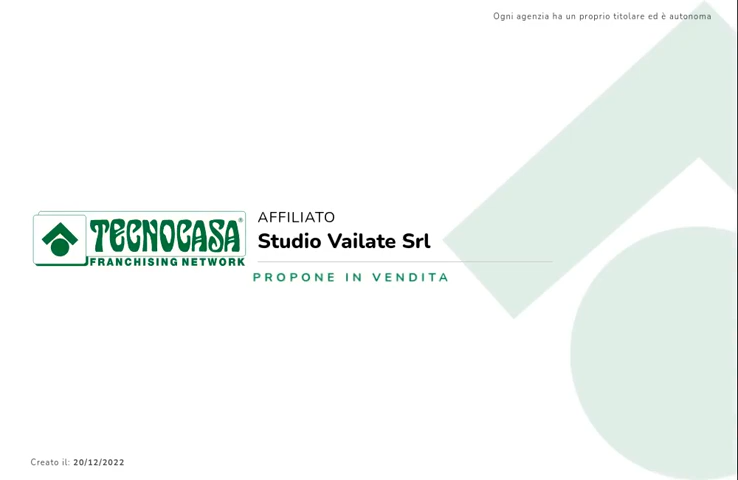 Ogni agenzia ha un proprio titolare ed è autonoma
TECNOCASA®
FRANCHISING NETWORK
AFFILIATO
Studio Vailate Srl
PROPONE IN VENDITA
Creato il: 20/12/2022